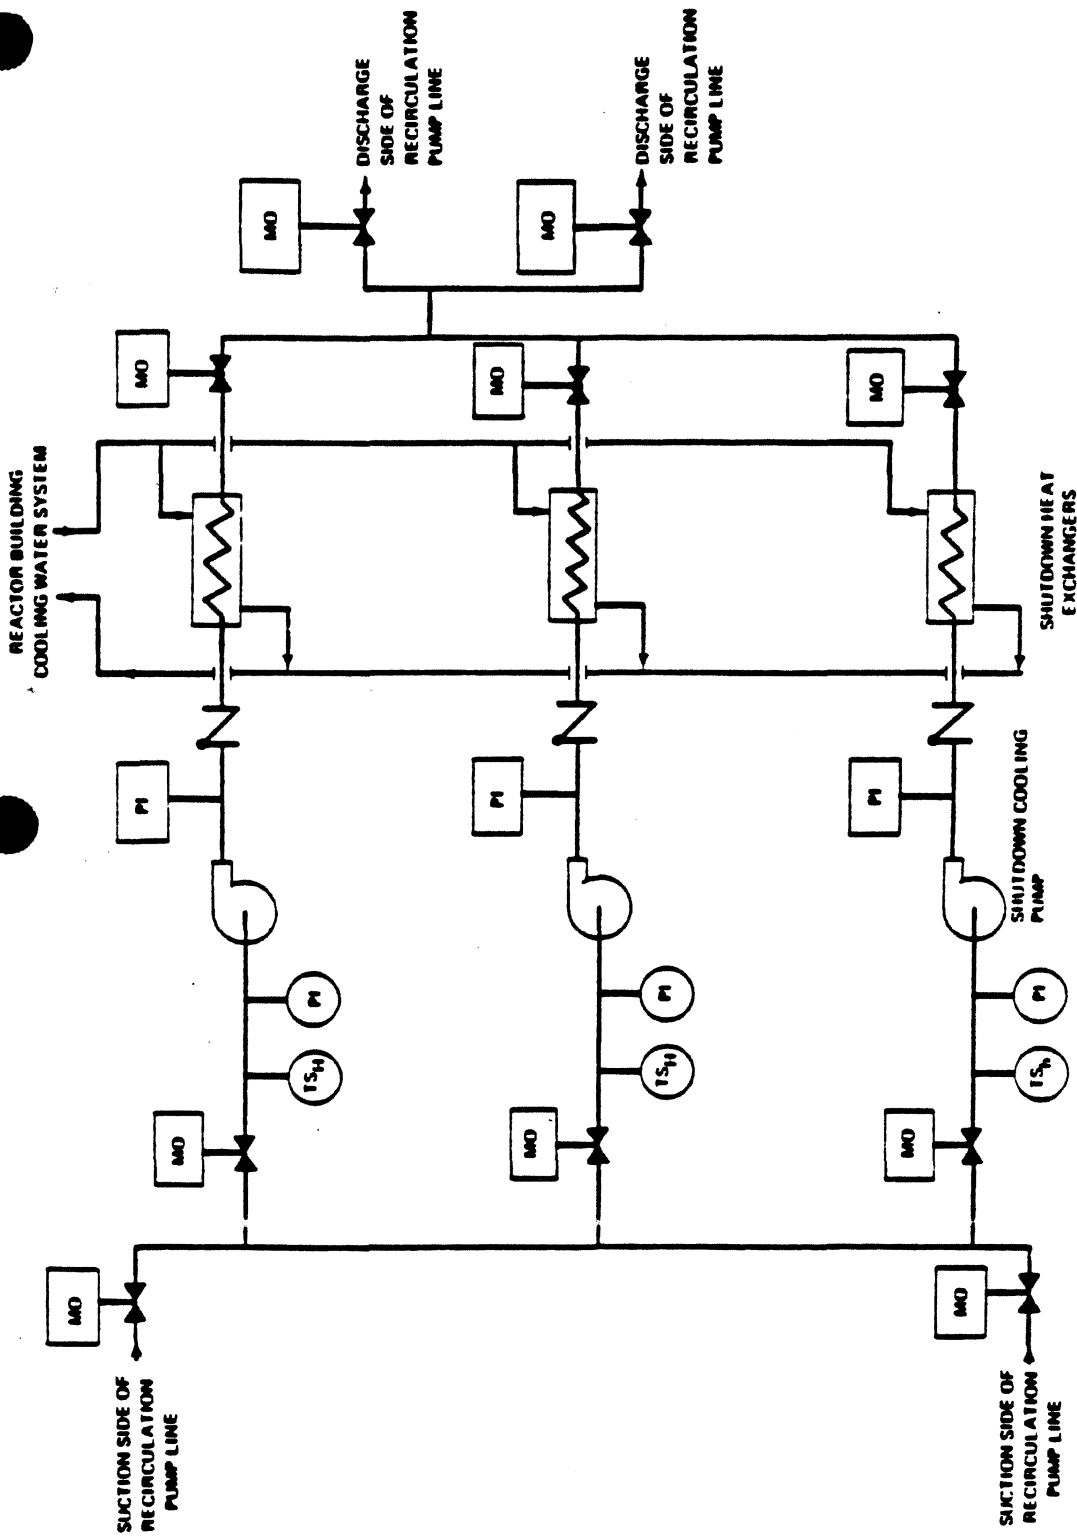 REACTOR BUILDING
COOLING WATER SYSTEM
MO
SUCTION SIDE OF
RECIRCULATION
PUMP LINE
PI
MO
MO
MO
TSH
PI
DISCHARGE
SIDE OF
RECIRCULATION
PUMP LINE
PI
MO
MO
MO
DISCHARGE
SIDE OF
RECIRCULATION
PUMP LINE
TSH
PI
PI
MO
MO
MO
SUCTION SIDE OF
RECIRCULATION
PUMP LINE
TSh
PI
SHUTDOWN COOLING
PUMP
SHUTDOWN HEAT
EXCHANGERS